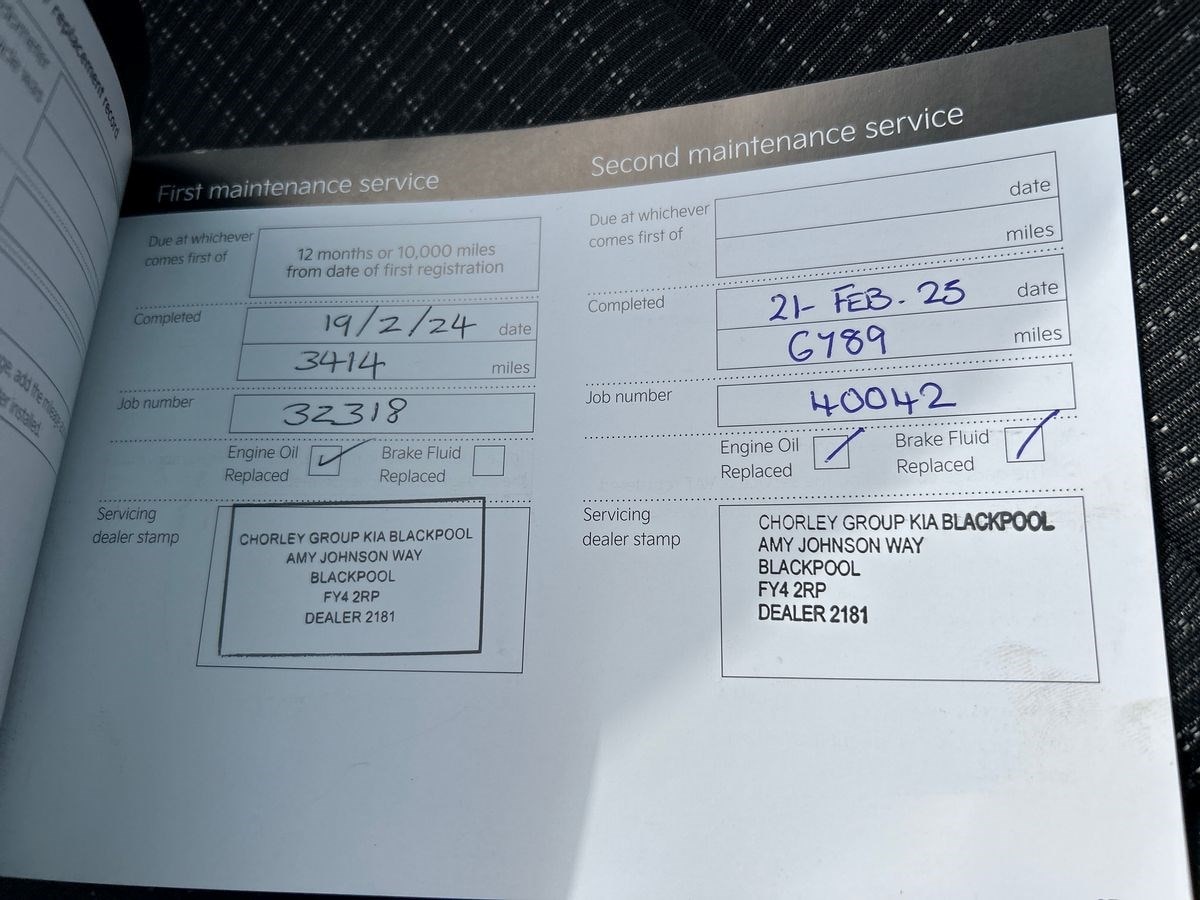 replacement record
First maintenance service
Due at whichever
comes first of
12 months or 10,000 miles
from date of first registration
Completed
19/2/24 date
3414 miles
Job number
32318
Engine Oil
Replaced
Brake Fluid
Replaced
Servicing
dealer stamp
CHORLEY GROUP KIA BLACKPOOL
AMY JOHNSON WAY
BLACKPOOL
FY4 2RP
DEALER 2181
Second maintenance service
Due at whichever
comes first of
date
miles
Completed
21- FEB. 25 date
6789 miles
Job number
40042
Engine Oil
Replaced
Brake Fluid
Replaced
Servicing
dealer stamp
CHORLEY GROUP KIA BLACKPOOL
AMY JOHNSON WAY
BLACKPOOL
FY4 2RP
DEALER 2181